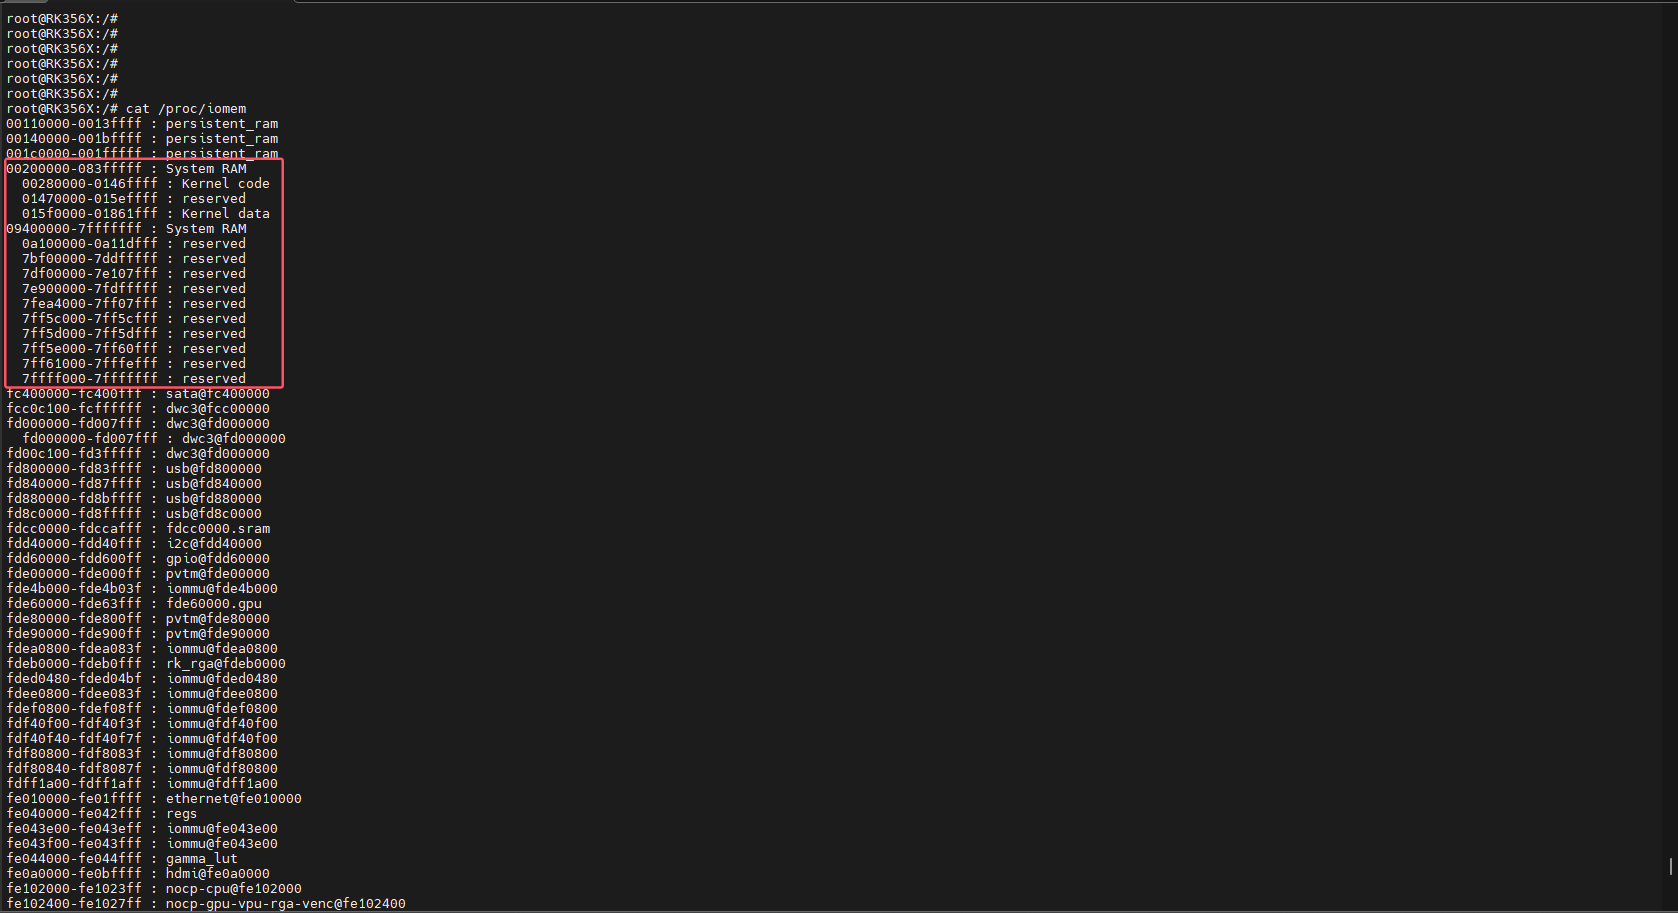 root@RK356X:/#
root@RK356X:/#
root@RK356X:/#
root@RK356X:/#
root@RK356X:/#
root@RK356X:/#
root@RK356X:/# cat /proc/iomem
00110000-0013ffff : persistent_ram
00140000-001bffff : persistent_ram
001c0000-001fffff : persistent_ram
00200000-083fffff : System RAM
  00280000-0146ffff : Kernel code
  01470000-015effff : reserved
  015f0000-01861fff : Kernel data
09400000-7fffffff : System RAM
  0a100000-0a11dfff : reserved
  7bf00000-7ddfffff : reserved
  7df00000-7e107fff : reserved
  7e900000-7fdfffff : reserved
  7fea4000-7ff07fff : reserved
  7ff5c000-7ff5cfff : reserved
  7ff5d000-7ff5dfff : reserved
  7ff5e000-7ff60fff : reserved
  7ff61000-7fffefff : reserved
  7ffff000-7fffffff : reserved
fc400000-fc400fff : sata@fc400000
fcc0c100-fcffffff : dwc3@fcc00000
fd000000-fd007fff : dwc3@fd000000
  fd000000-fd007fff : dwc3@fd000000
fd00c100-fd3fffff : dwc3@fd000000
fd800000-fd83ffff : usb@fd800000
fd840000-fd87ffff : usb@fd840000
fd880000-fd8bffff : usb@fd880000
fd8c0000-fd8fffff : usb@fd8c0000
fdcc0000-fdccafff : fdcc0000.sram
fdd40000-fdd40fff : i2c@fdd40000
fdd60000-fdd600ff : gpio@fdd60000
fde00000-fde000ff : pvtm@fde00000
fde4b000-fde4b03f : iommu@fde4b000
fde60000-fde63fff : fde60000.gpu
fde80000-fde800ff : pvtm@fde80000
fde90000-fde900ff : pvtm@fde90000
fdea0800-fdea083f : iommu@fdea0800
fdeb0000-fdeb0fff : rk_rga@fdeb0000
fded0480-fded04bf : iommu@fded0480
fdee0800-fdee083f : iommu@fdee0800
fdef0800-fdef08ff : iommu@fdef0800
fdf40f00-fdf40f3f : iommu@fdf40f00
fdf40f40-fdf40f7f : iommu@fdf40f00
fdf80800-fdf8083f : iommu@fdf80800
fdf80840-fdf8087f : iommu@fdf80800
fdff1a00-fdff1aff : iommu@fdff1a00
fe010000-fe01ffff : ethernet@fe010000
fe040000-fe042fff : regs
fe043e00-fe043eff : iommu@fe043e00
fe043f00-fe043fff : iommu@fe043e00
fe044000-fe044fff : gamma_lut
fe0a0000-fe0bffff : hdmi@fe0a0000
fe102000-fe1023ff : nocp-cpu@fe102000
fe102400-fe1027ff : nocp-gpu-vpu-rga-venc@fe102400